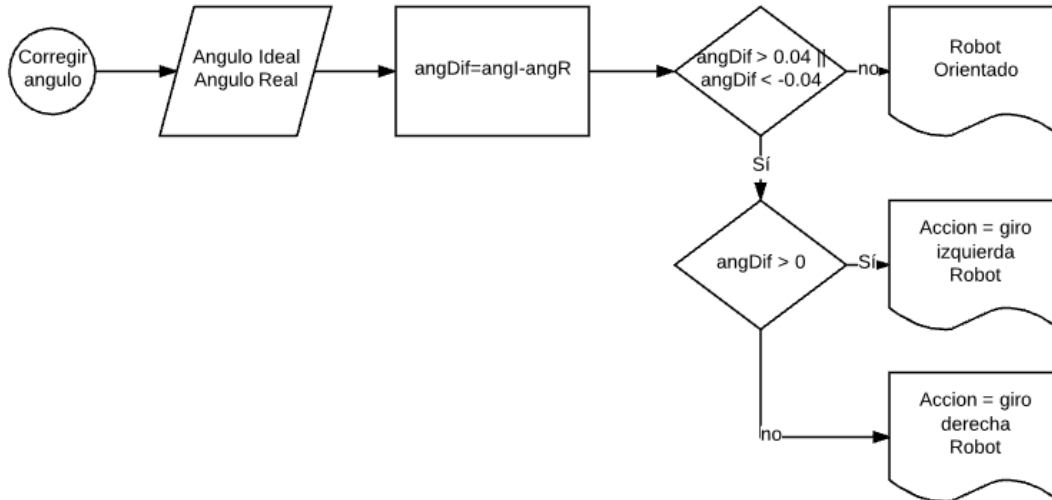 Corregir
angulo
Angulo Ideal
Angulo Real
angDif=angI-angR
angDif > 0.04 ||
angDif < -0.04
no
Robot
Orientado
Sí
angDif > 0
Sí
Accion = giro
izquierda
Robot
no
Accion = giro
derecha
Robot